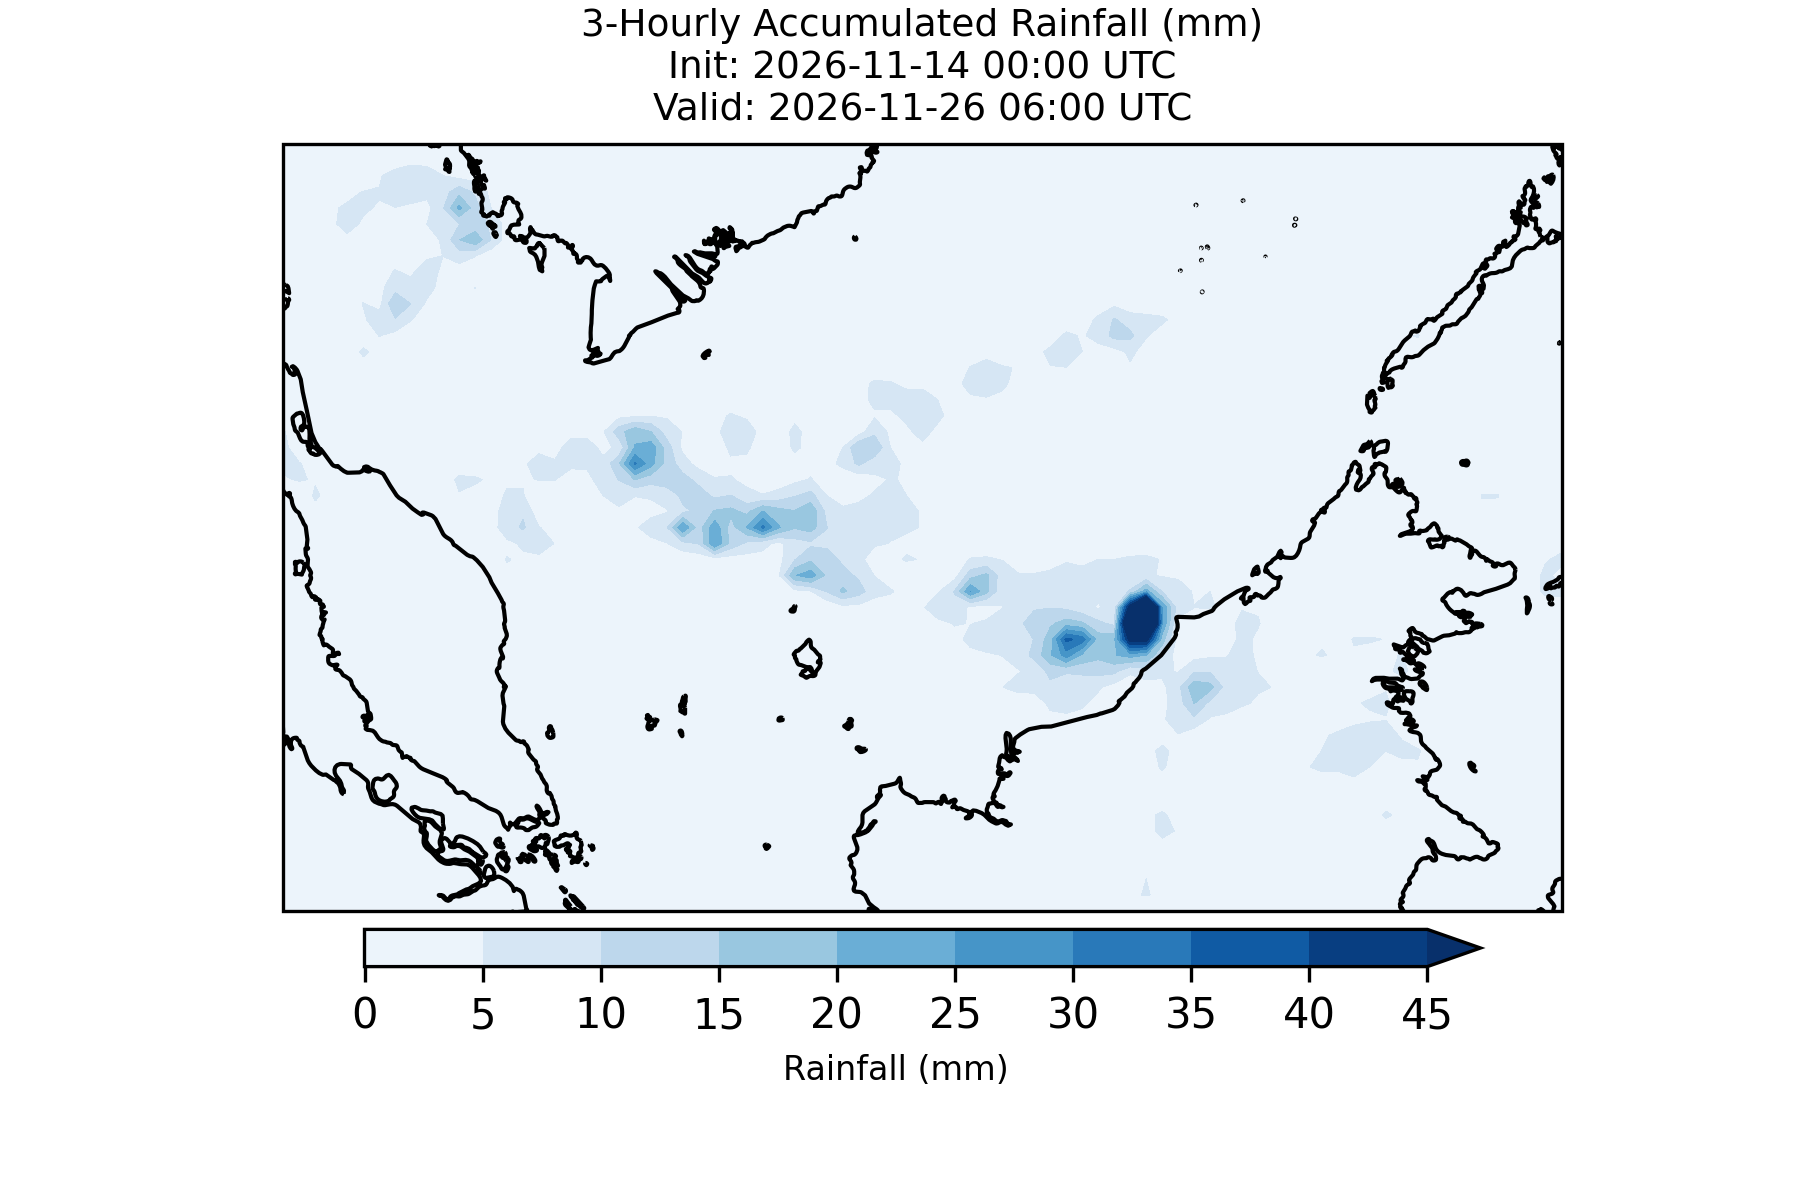 3-Hourly Accumulated Rainfall (mm)
Init: 2026-11-14 00:00 UTC
Valid: 2026-11-26 06:00 UTC
0 5 10 15 20 25 30 35 40 45
Rainfall (mm)